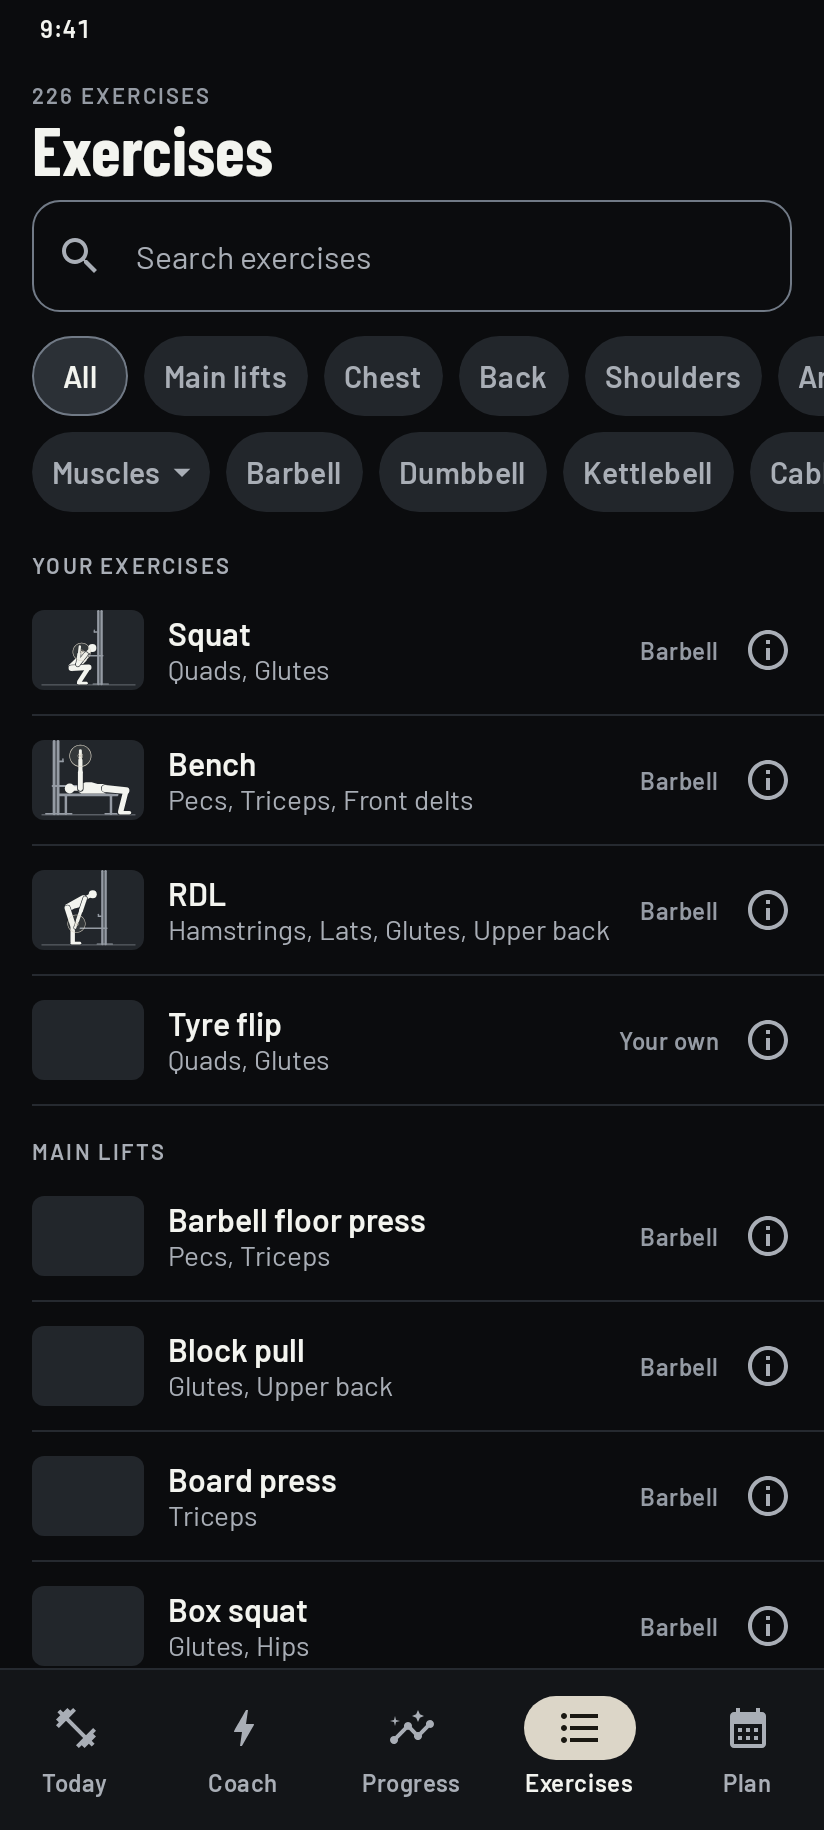 9:41
226 EXERCISES
Exercises
Search exercises
All Main lifts Chest Back Shoulders
Muscles Barbell Dumbbell Kettlebell
YOUR EXERCISES
Squat
Quads, Glutes
Barbell
Bench
Pecs, Triceps, Front delts
Barbell
RDL
Hamstrings, Lats, Glutes, Upper back
Barbell
Tyre flip
Quads, Glutes
Your own
MAIN LIFTS
Barbell floor press
Pecs, Triceps
Barbell
Block pull
Glutes, Upper back
Barbell
Board press
Triceps
Barbell
Box squat
Glutes, Hips
Barbell
Today Coach Progress Exercises Plan